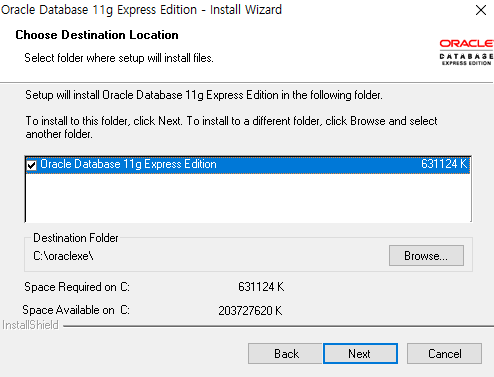 Oracle Database 11g Express Edition - Install Wizard
Choose Destination Location
Select folder where setup will install files.
ORACLE
DATABASE
EXPRESS EDITION
Setup will install Oracle Database 11g Express Edition in the following folder.
To install to this folder, click Next. To install to a different folder, click Browse and select
another folder.
Oracle Database 11g Express Edition 631124 K
Destination Folder
C:\oraclexe\ Browse...
Space Required on C: 631124 K
Space Available on C: 203727620 K
InstallShield
Back Next Cancel